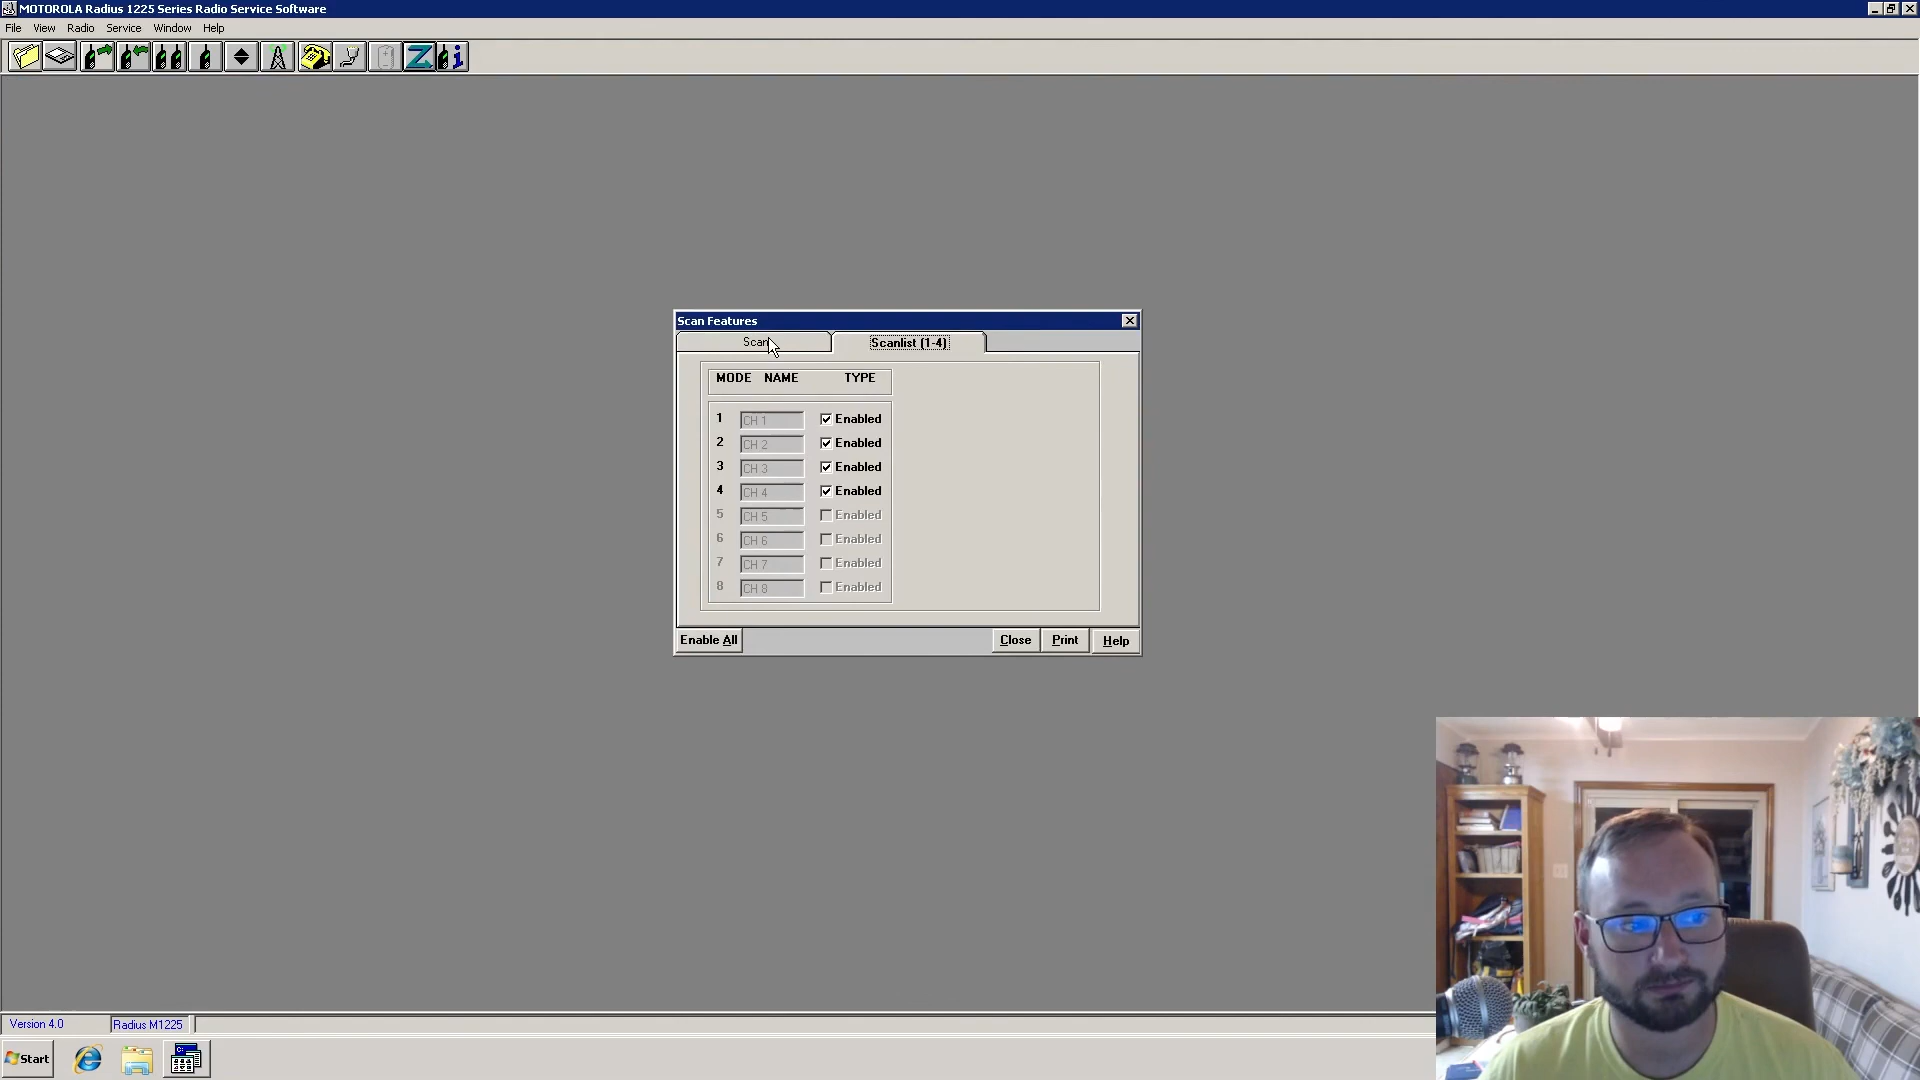 MOTOROLA Radius 1225 Series Radio Service Software
File View Radio Service Window Help
Scan Features
Scan Scanlist (1-4)
MODE NAME TYPE
1 CH 1 Enabled
2 CH 2 Enabled
3 CH 3 Enabled
4 CH 4 Enabled
5 CH 5 Enabled
6 CH 6 Enabled
7 CH 7 Enabled
8 CH 8 Enabled
Enable All Close Print Help
Version 4.0 Radius M1225
Start